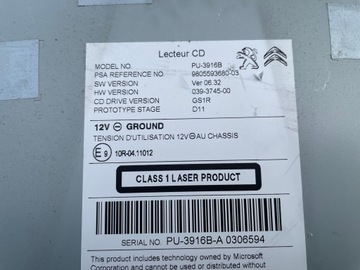 Lecteur CD
MODEL NO. PU-3916B
PSA REFERENCE NO. 9805593680-03
SW VERSION Ver 06.32
HW VERSION 039-3745-00
CD DRIVE VERSION GS1R
PROTOTYPE STAGE D11
12V ⊖ GROUND
TENSION D'UTILISATION 12V⊖AU CHASSIS
E9 10R-04.11012
CLASS 1 LASER PRODUCT
SERIAL NO. PU-3916B-A 0306594
This product includes technology owned by Microsoft
Corporation and cannot be used or distributed without